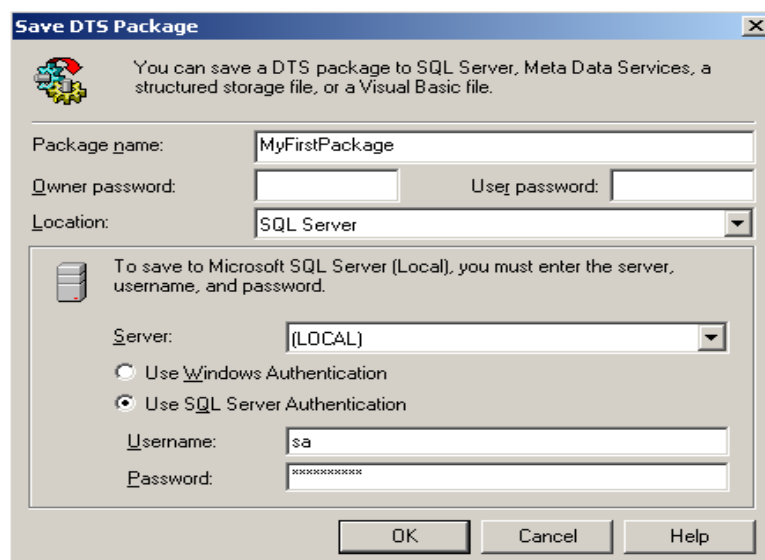 Save DTS Package
You can save a DTS package to SQL Server, Meta Data Services, a
structured storage file, or a Visual Basic file.
Package name: MyFirstPackage
Owner password: User password:
Location: SQL Server
To save to Microsoft SQL Server (Local), you must enter the server,
username, and password.
Server: (LOCAL)
Use Windows Authentication
Use SQL Server Authentication
Username: sa
Password: **********
OK Cancel Help